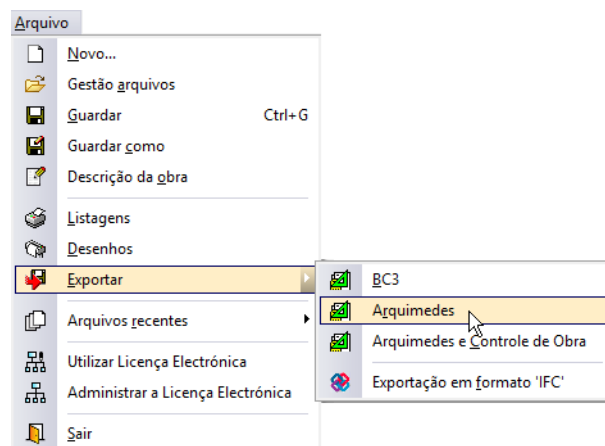 Arquivo
Novo...
Gestão arquivos
Guardar Ctrl+G
Guardar como
Descrição da obra
Listagens
Desenhos
Exportar
BC3
Arquimedes
Arquimedes e Controle de Obra
Exportação em formato 'IFC'
Arquivos recentes
Utilizar Licença Electrónica
Administrar a Licença Electrónica
Sair